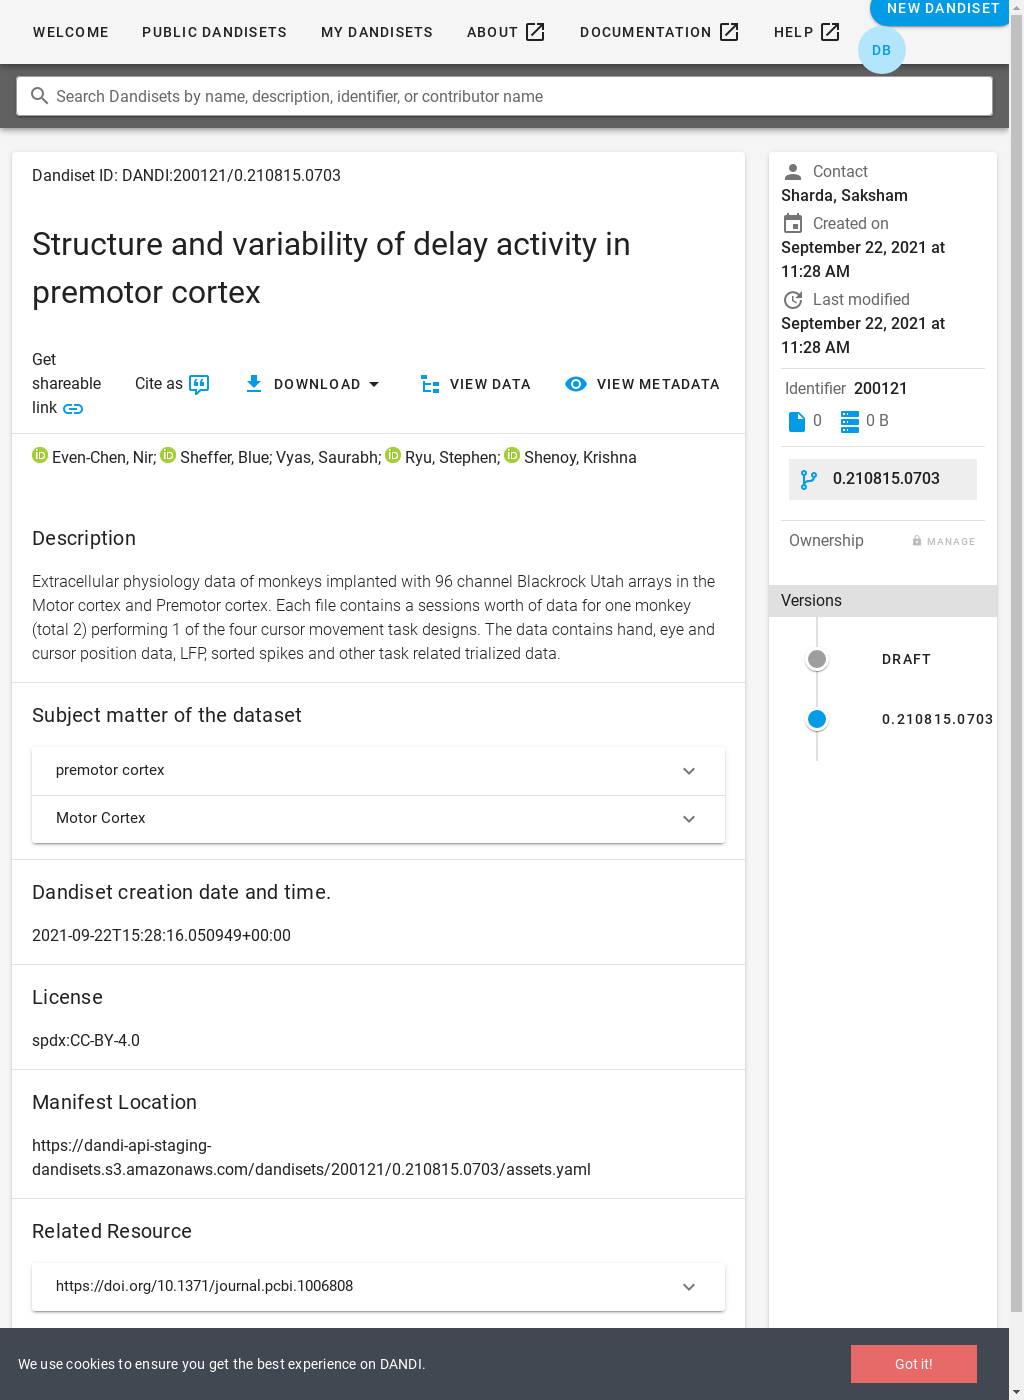 WELCOME PUBLIC DANDISETS MY DANDISETS ABOUT DOCUMENTATION HELP NEW DANDISET
DB
Search Dandisets by name, description, identifier, or contributor name
Dandiset ID: DANDI:200121/0.210815.0703
Structure and variability of delay activity in
premotor cortex
Get
shareable
link
Cite as
DOWNLOAD
VIEW DATA
VIEW METADATA
Even-Chen, Nir; Sheffer, Blue; Vyas, Saurabh; Ryu, Stephen; Shenoy, Krishna
Description
Extracellular physiology data of monkeys implanted with 96 channel Blackrock Utah arrays in the
Motor cortex and Premotor cortex. Each file contains a sessions worth of data for one monkey
(total 2) performing 1 of the four cursor movement task designs. The data contains hand, eye and
cursor position data, LFP, sorted spikes and other task related trialized data.
Subject matter of the dataset
premotor cortex
Motor Cortex
Dandiset creation date and time.
2021-09-22T15:28:16.050949+00:00
License
spdx:CC-BY-4.0
Manifest Location
https://dandi-api-staging-
dandisets.s3.amazonaws.com/dandisets/200121/0.210815.0703/assets.yaml
Related Resource
https://doi.org/10.1371/journal.pcbi.1006808
Contact
Sharda, Saksham
Created on
September 22, 2021 at
11:28 AM
Last modified
September 22, 2021 at
11:28 AM
Identifier 200121
0 0 B
0.210815.0703
Ownership MANAGE
Versions
DRAFT
0.210815.0703
We use cookies to ensure you get the best experience on DANDI.
Got it!